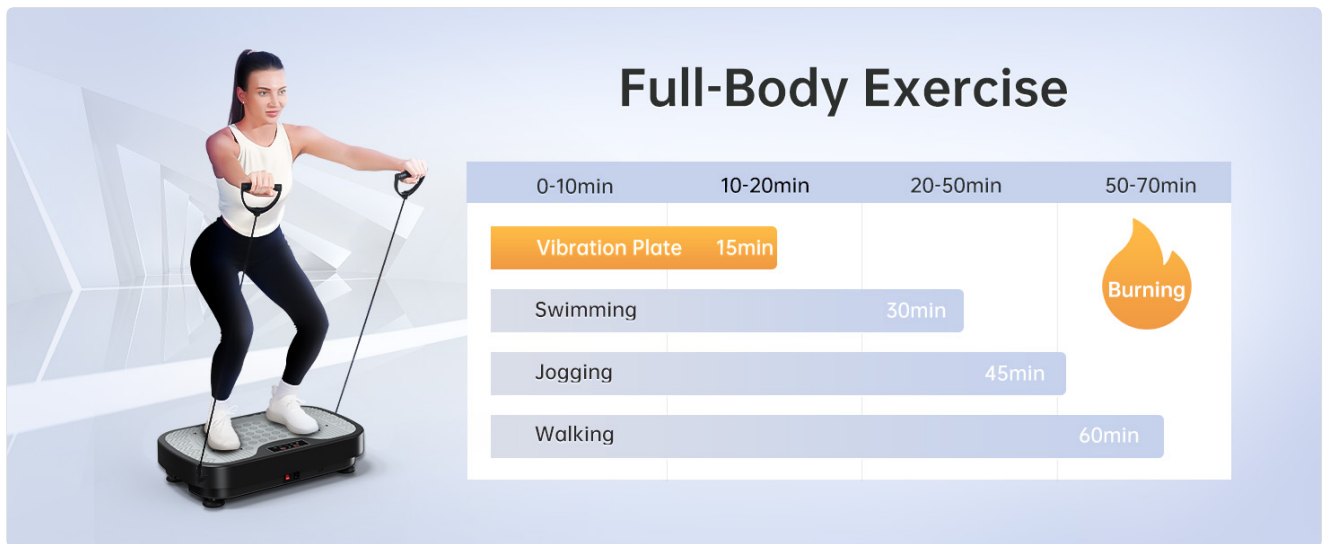 Full-Body Exercise
0-10min 10-20min 20-50min 50-70min
Vibration Plate 15min
Burning
Swimming 30min
Jogging 45min
Walking 60min